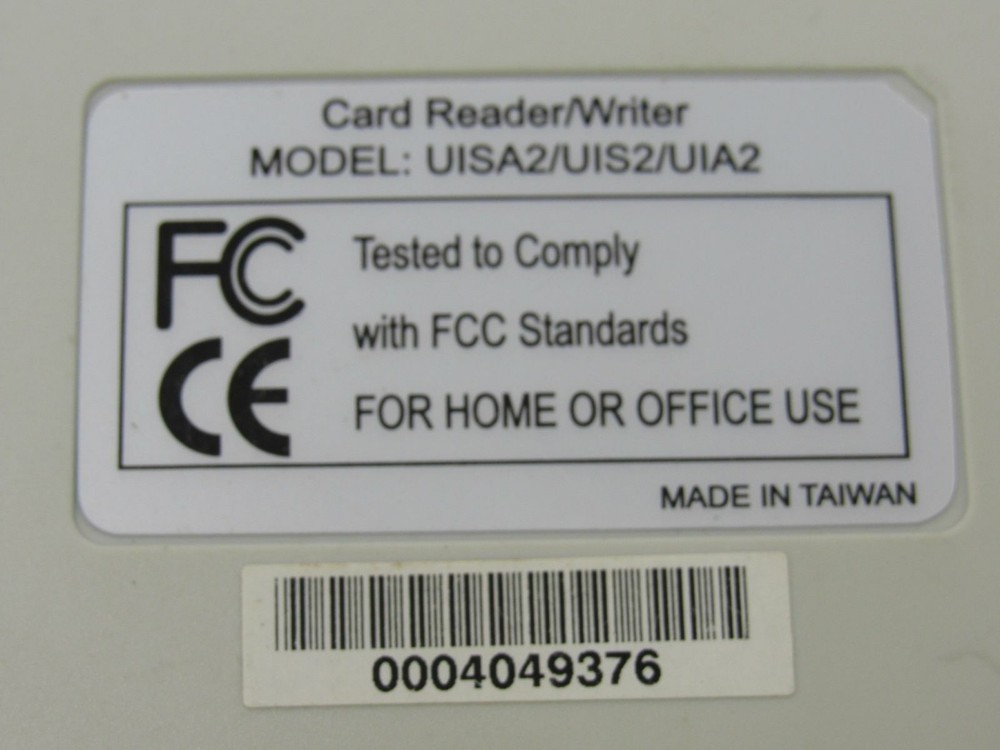 Card Reader/Writer
MODEL: UISA2/UIS2/UIA2
FC
Tested to Comply
with FCC Standards
CE
FOR HOME OR OFFICE USE
MADE IN TAIWAN
0004049376